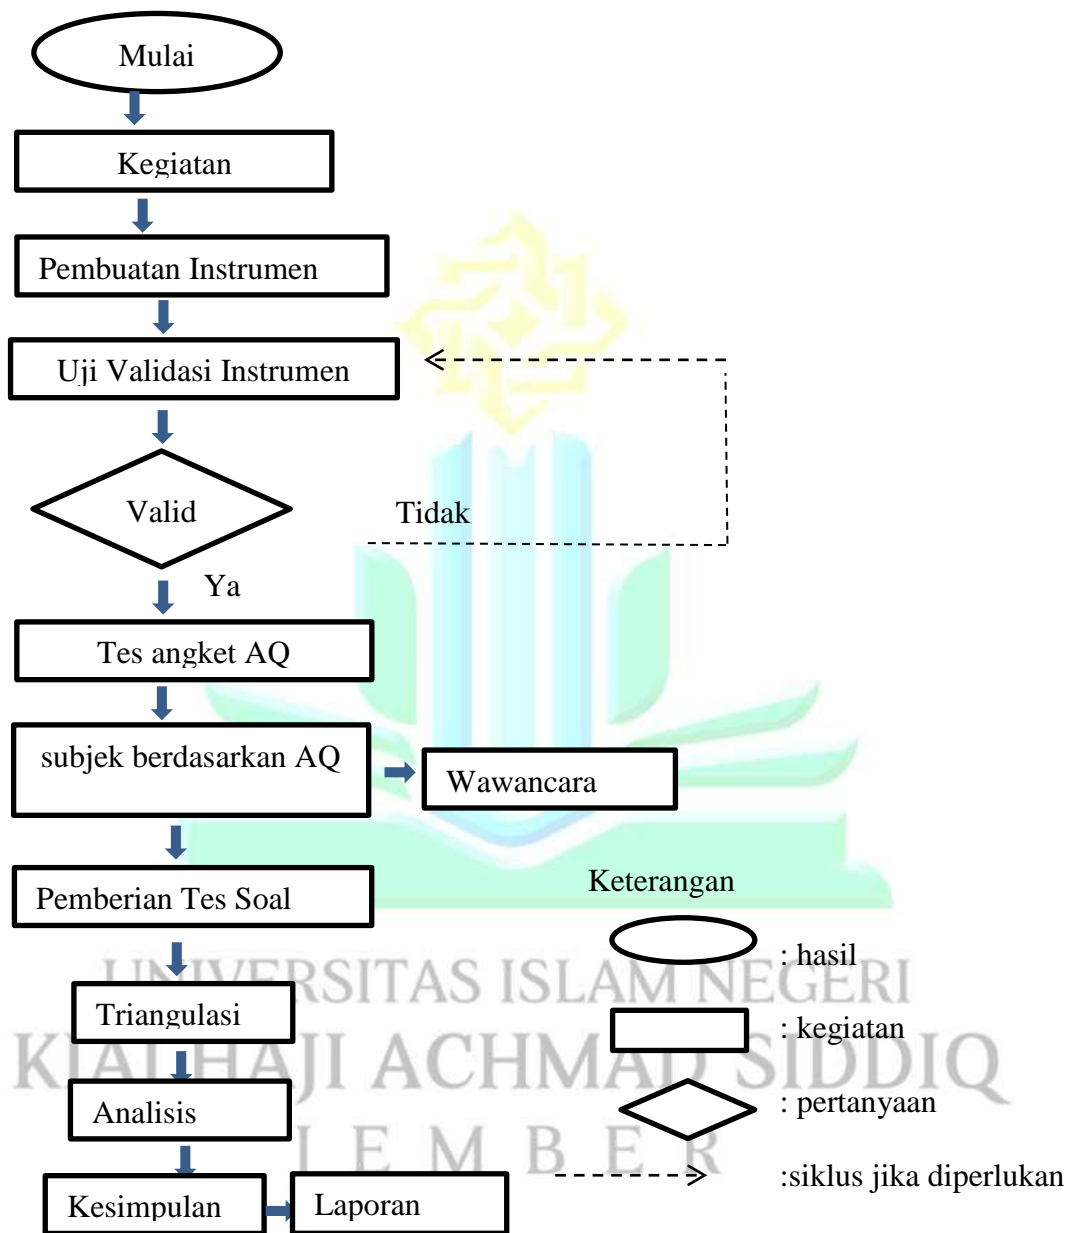 Mulai
Kegiatan
Pembuatan Instrumen
Uji Validasi Instrumen
Valid
Tidak
Ya
Tes angket AQ
subjek berdasarkan AQ
Wawancara
Pemberian Tes Soal
Keterangan
: hasil
UNIVERSITAS ISLAM NEGERI
Triangulasi
: kegiatan
KIAI HAJI ACHMAD SIDDIQ
Analisis
: pertanyaan
JEMBER
:siklus jika diperlukan
Kesimpulan
Laporan